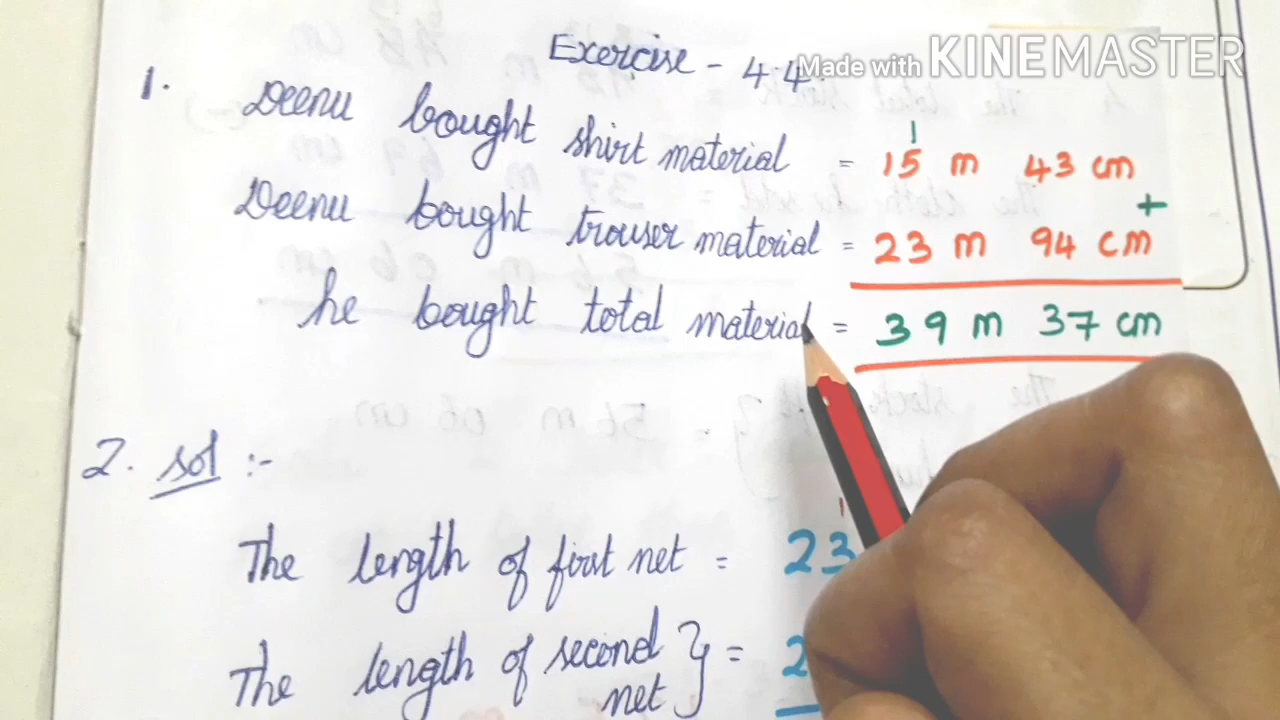 Made with KINEMASTER
Exercise - 4.4
1. Deenu bought shirt material = 15 m 43 cm
1
+
Deenu bought trouser material = 23 m 94 cm
he bought total material = 39 m 37 cm
2. sol :-
The length of first net = 23
The length of second } = 2
net